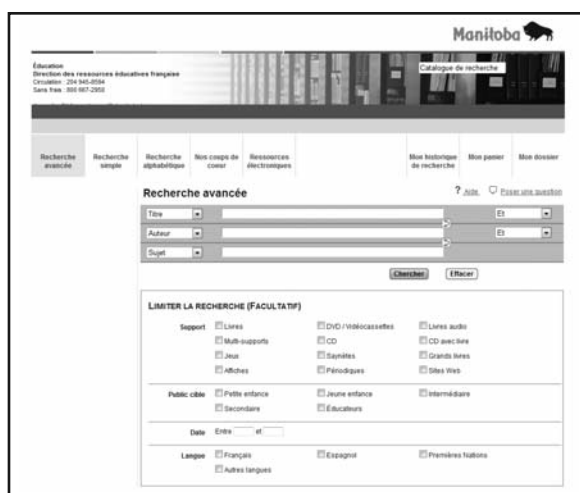 Manitoba
Éducation
Direction des ressources éducatives française
Circulation : 204 945-8594
Sans frais : 800 667-2950
Catalogue de recherche
Recherche avancée
Recherche simple
Recherche alphabétique
Nos coups de coeur
Ressources électroniques
Mon historique de recherche
Mon panier
Mon dossier
Recherche avancée
? Aide Poser une question
Titre Et
Auteur Et
Sujet
Chercher Effacer
LIMITER LA RECHERCHE (FACULTATIF)
Support Livres DVD / Vidéocassettes Livres audio
Multi-supports CD CD avec livre
Jeux Saynètes Grands livres
Affiches Périodiques Sites Web
Public cible Petite enfance Jeune enfance Intermédiaire
Secondaire Éducateurs
Date Entre et
Langue Français Espagnol Premières Nations
Autres langues